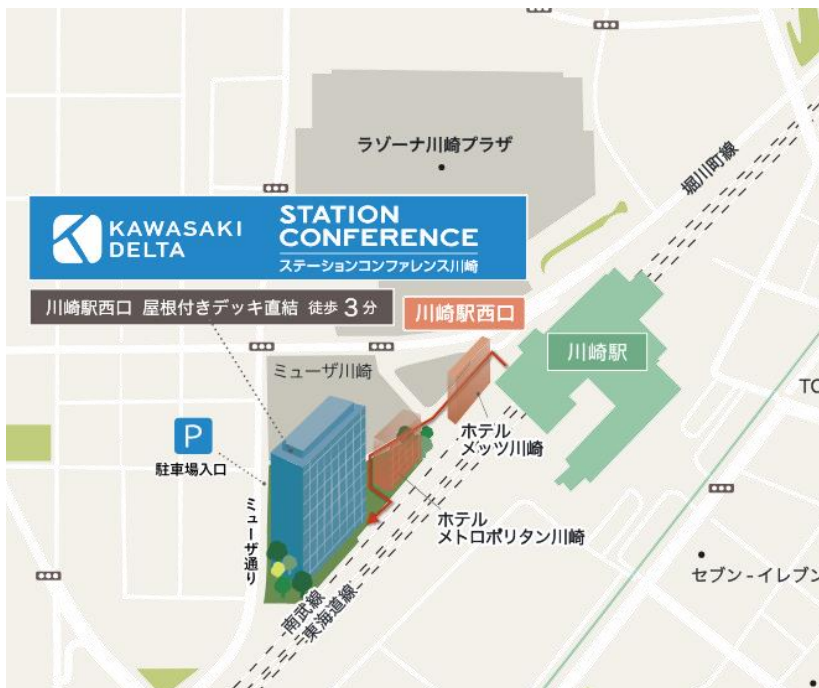 ラゾーナ川崎プラザ
堀川町線
KAWASAKI
DELTA
STATION
CONFERENCE
ステーションコンファレンス川崎
川崎駅西口 屋根付きデッキ直結 徒歩 3 分
川崎駅西口
川崎駅
ミューザ川崎
TO
P
駐車場入口
ホテル
メッツ川崎
ミューザ通り
ホテル
メトロポリタン川崎
セブン-イレブン
南武線
東海道線